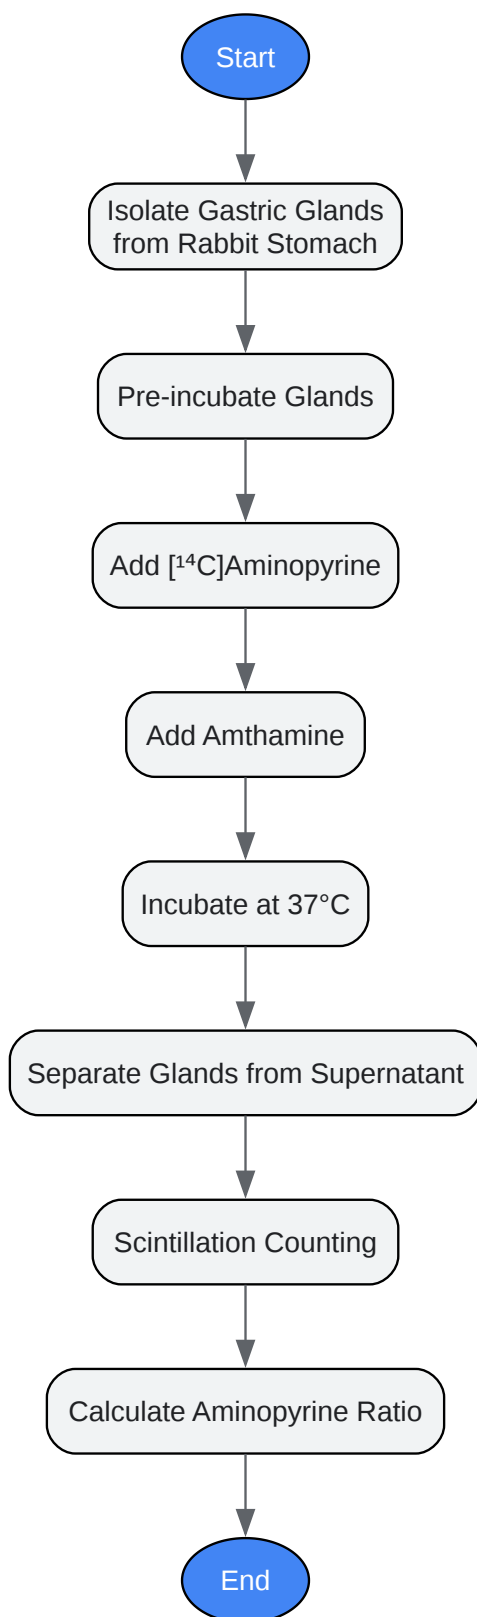 Start
Isolate Gastric Glands
from Rabbit Stomach
Pre-incubate Glands
Add [¹⁴C]Aminopyrine
Add Amthamine
Incubate at 37°C
Separate Glands from Supernatant
Scintillation Counting
Calculate Aminopyrine Ratio
End